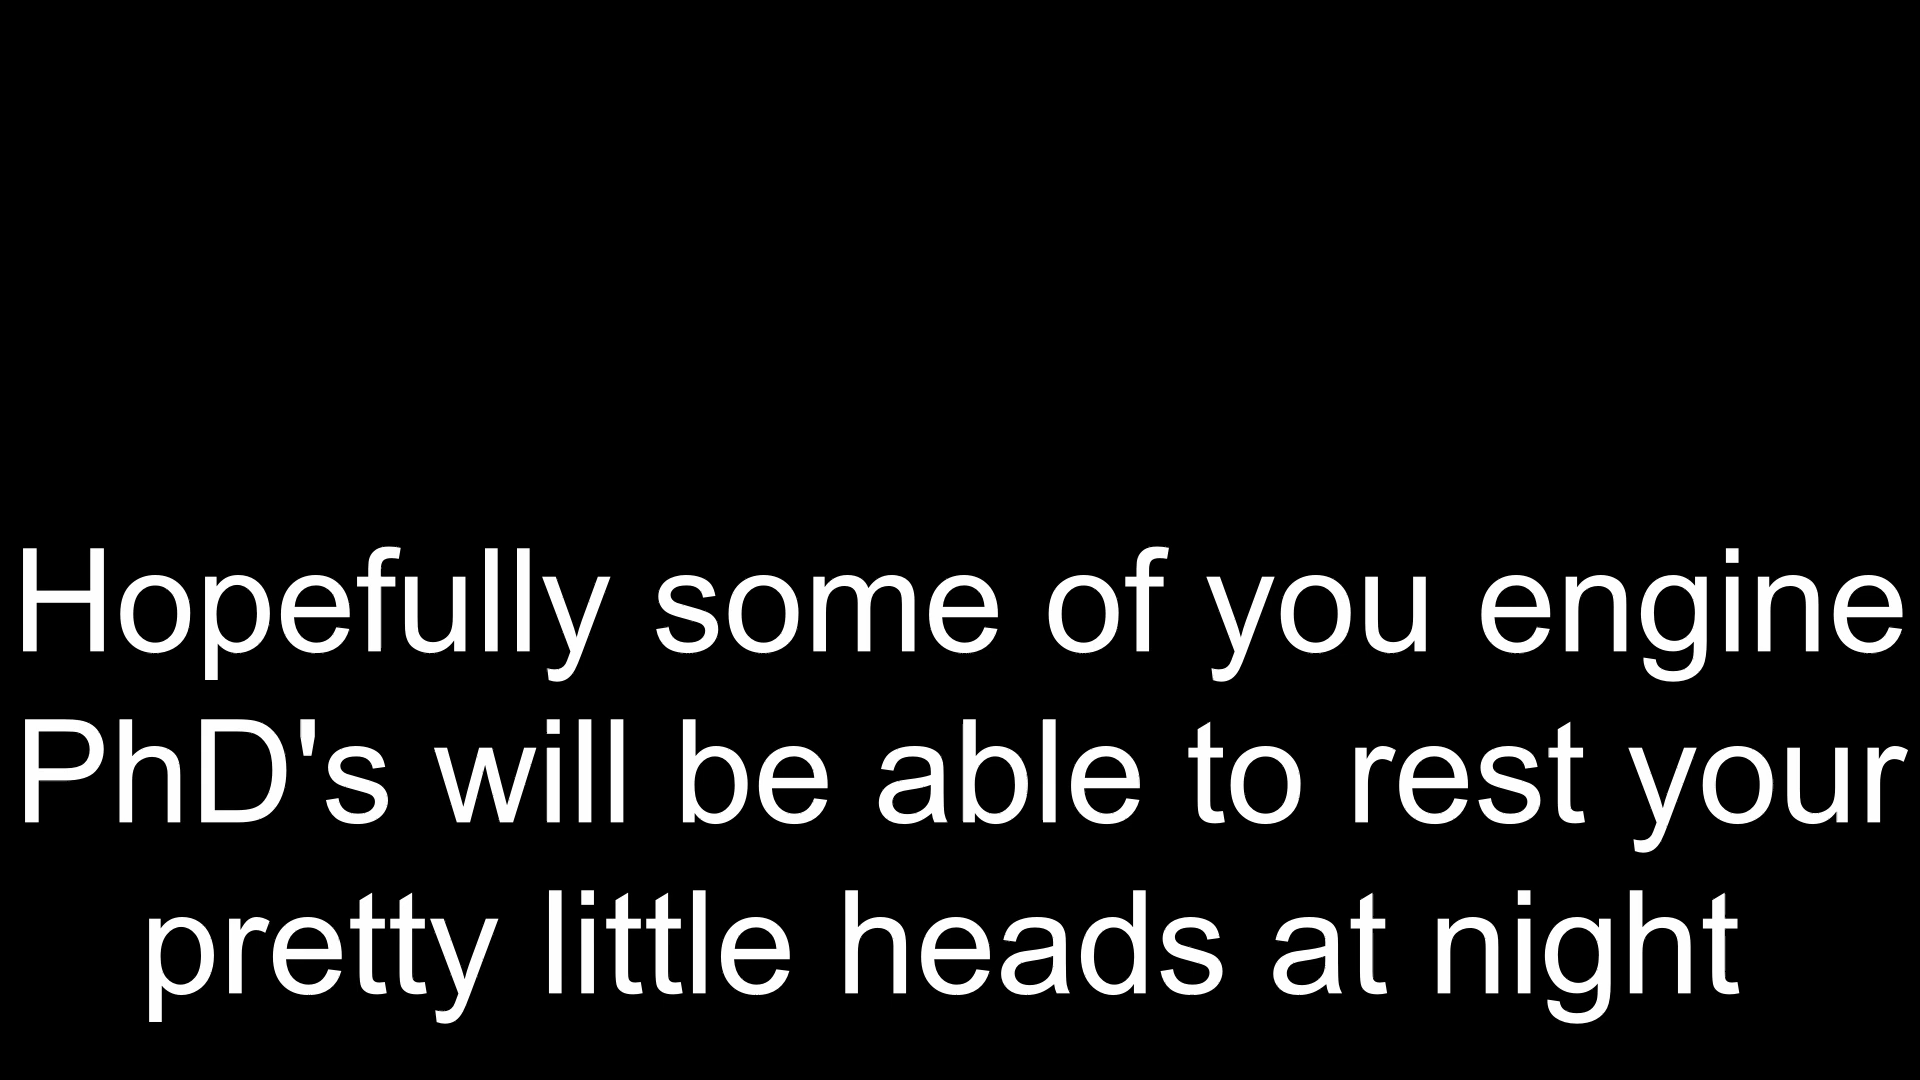 Hopefully some of you engine
PhD's will be able to rest your
pretty little heads at night